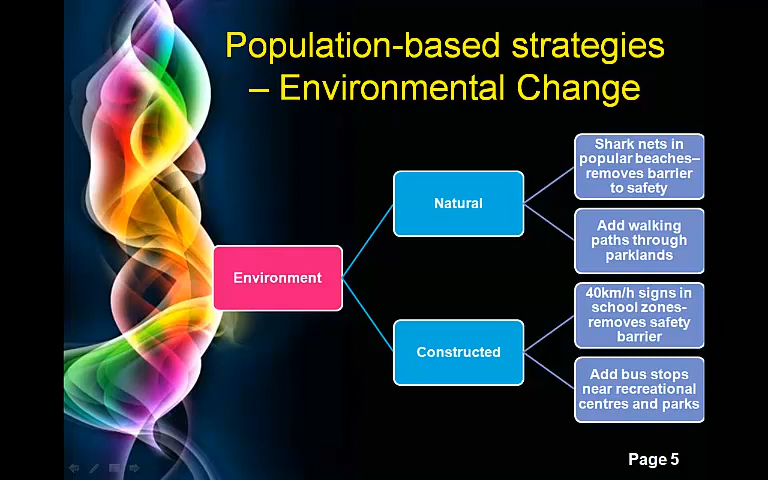 Population-based strategies
– Environmental Change
Environment
Natural
Shark nets in
popular beaches–
removes barrier
to safety
Add walking
paths through
parklands
Constructed
40km/h signs in
school zones-
removes safety
barrier
Add bus stops
near recreational
centres and parks
Page 5